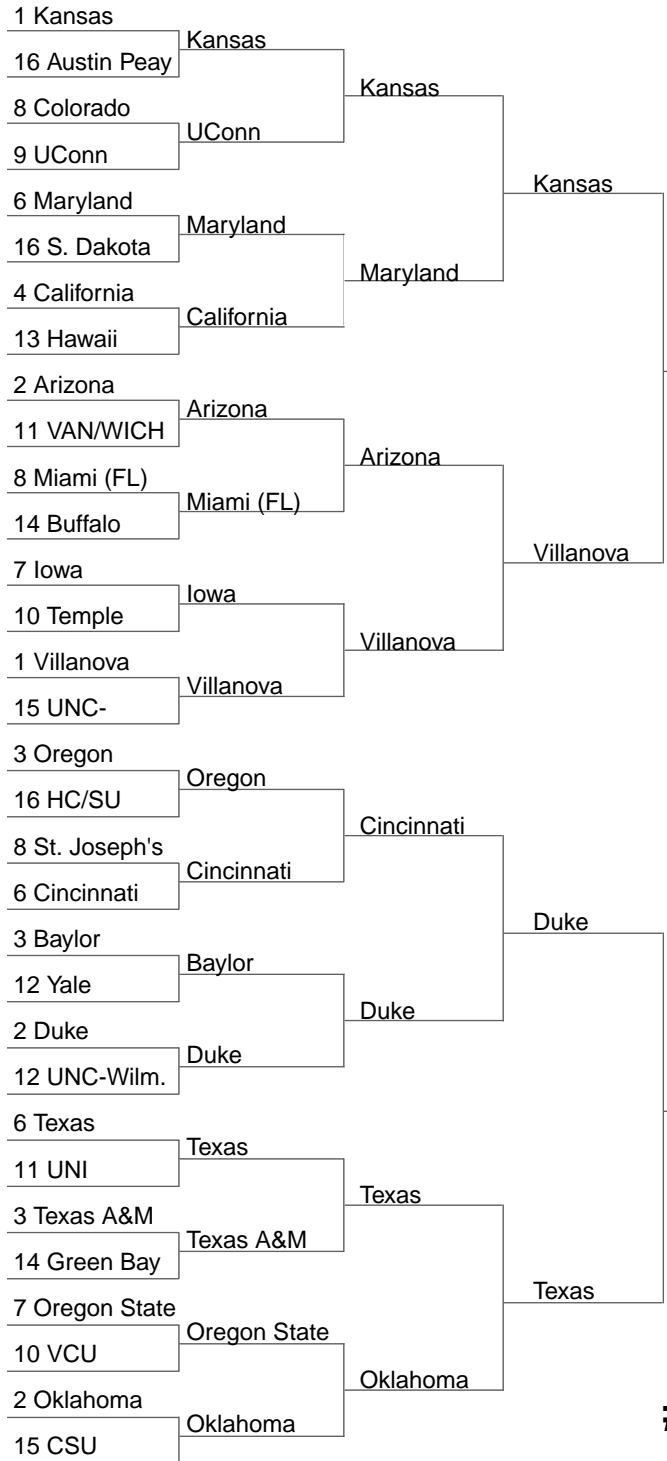 1 Kansas
16 Austin Peay
8 Colorado
9 UConn
6 Maryland
16 S. Dakota
4 California
13 Hawaii
2 Arizona
11 VAN/WICH
8 Miami (FL)
14 Buffalo
7 Iowa
10 Temple
1 Villanova
15 UNC-
3 Oregon
16 HC/SU
8 St. Joseph's
6 Cincinnati
3 Baylor
12 Yale
2 Duke
12 UNC-Wilm.
6 Texas
11 UNI
3 Texas A&M
14 Green Bay
7 Oregon State
10 VCU
2 Oklahoma
15 CSU
Kansas
UConn
Maryland
California
Arizona
Miami (FL)
Iowa
Villanova
Oregon
Cincinnati
Baylor
Duke
Texas
Texas A&M
Oregon State
Oklahoma
Kansas
Maryland
Arizona
Villanova
Cincinnati
Duke
Texas
Oklahoma
Kansas
Villanova
Duke
Texas